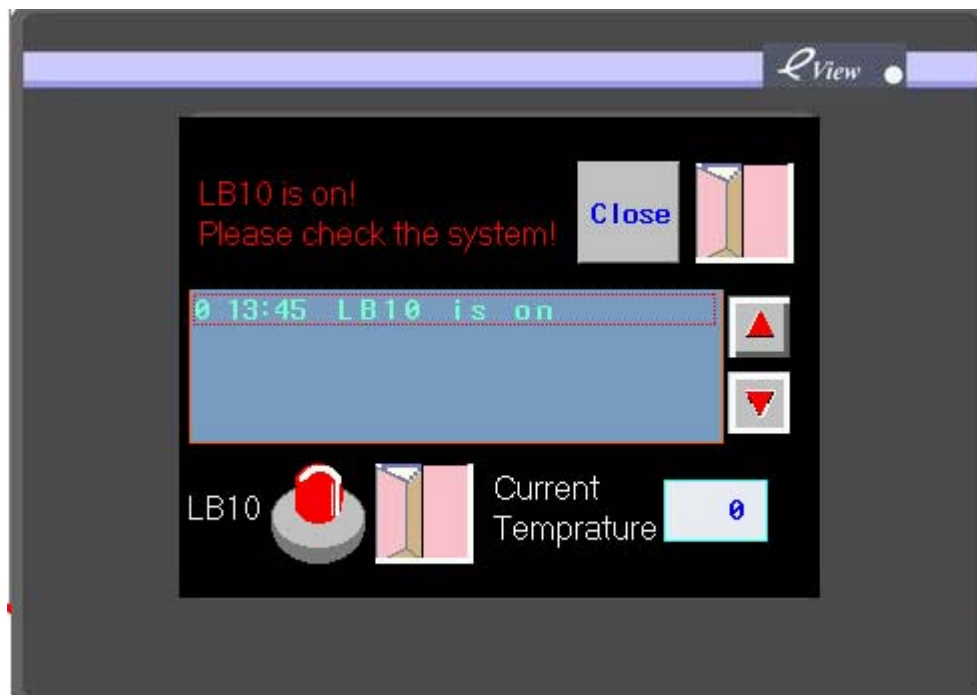 eView
LB10 is on!
Please check the system!
Close
0 13:45 LB10 is on
LB10
Current
Temprature
0